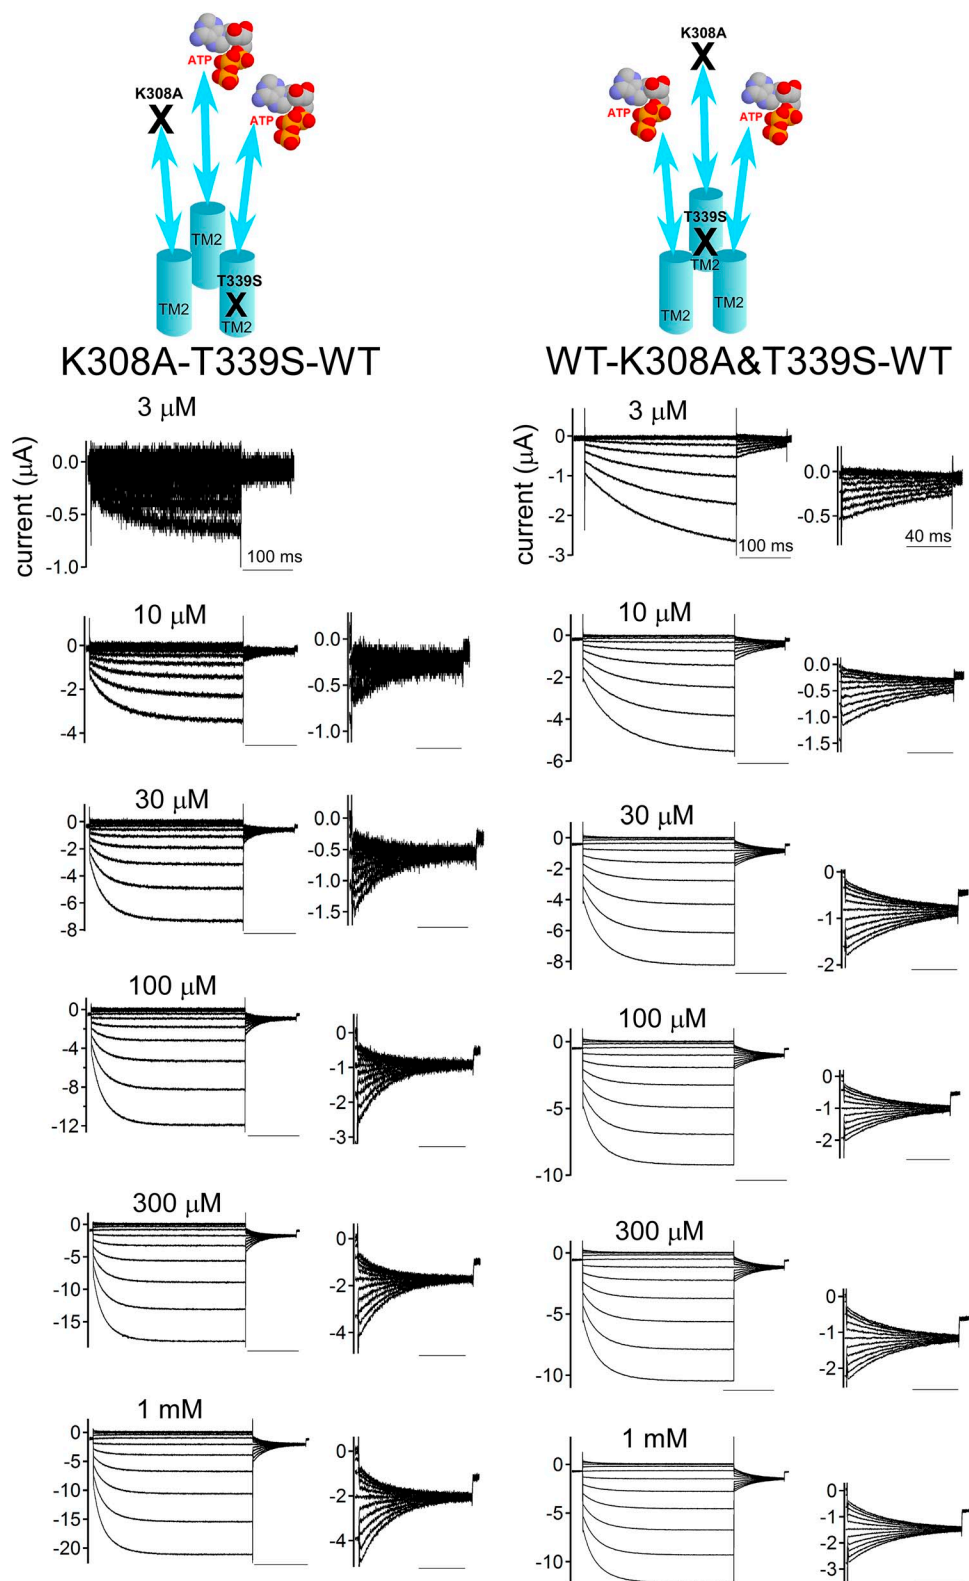 K308A
ATP
ATP
TM2
TM2
T339S
TM2
K308A-T339S-WT
K308A
ATP
ATP
T339S
TM2
TM2
TM2
WT-K308A&T339S-WT
3 μM
current (μA)
0.0
-0.5
-1.0
100 ms
10 μM
0
-2
-4
0.0
-0.5
-1.0
30 μM
0
-2
-4
-6
-8
0.0
-0.5
-1.0
-1.5
100 μM
0
-4
-8
-12
0
-1
-2
-3
300 μM
0
-5
-10
-15
0
-2
-4
1 mM
0
-5
-10
-15
-20
0
-2
-4
3 μM
current (μA)
0
-1
-2
-3
100 ms
0.0
-0.5
40 ms
10 μM
0
-2
-4
-6
0.0
-0.5
-1.0
-1.5
30 μM
0
-2
-4
-6
-8
0
-1
-2
100 μM
0
-5
-10
0
-1
-2
300 μM
0
-5
-10
0
-1
-2
1 mM
0
-5
-10
0
-1
-2
-3